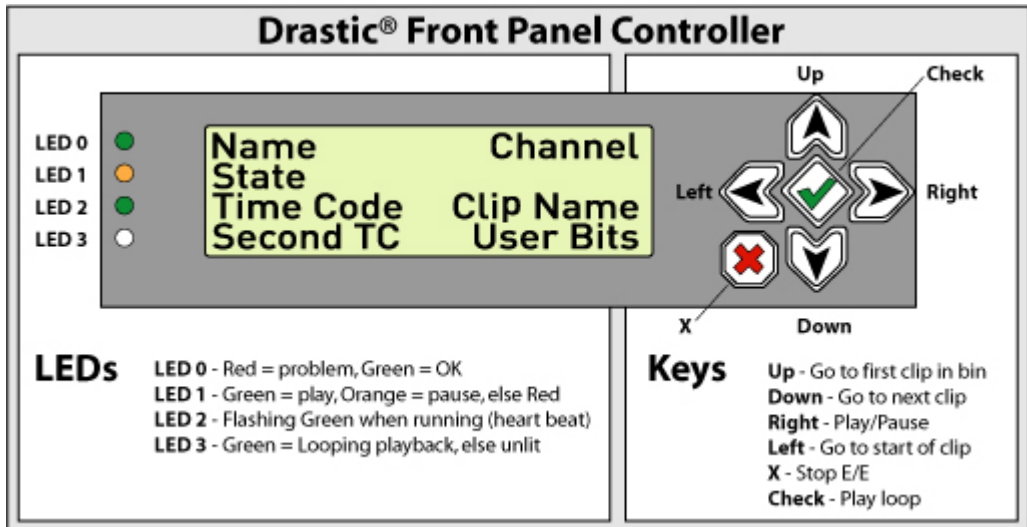 Drastic® Front Panel Controller
LED 0
LED 1
LED 2
LED 3
Name Channel
State
Time Code Clip Name
Second TC User Bits
Up
Check
Left
Right
X
Down
LEDs
LED 0 - Red = problem, Green = OK
LED 1 - Green = play, Orange = pause, else Red
LED 2 - Flashing Green when running (heart beat)
LED 3 - Green = Looping playback, else unlit
Keys
Up - Go to first clip in bin
Down - Go to next clip
Right - Play/Pause
Left - Go to start of clip
X - Stop E/E
Check - Play loop